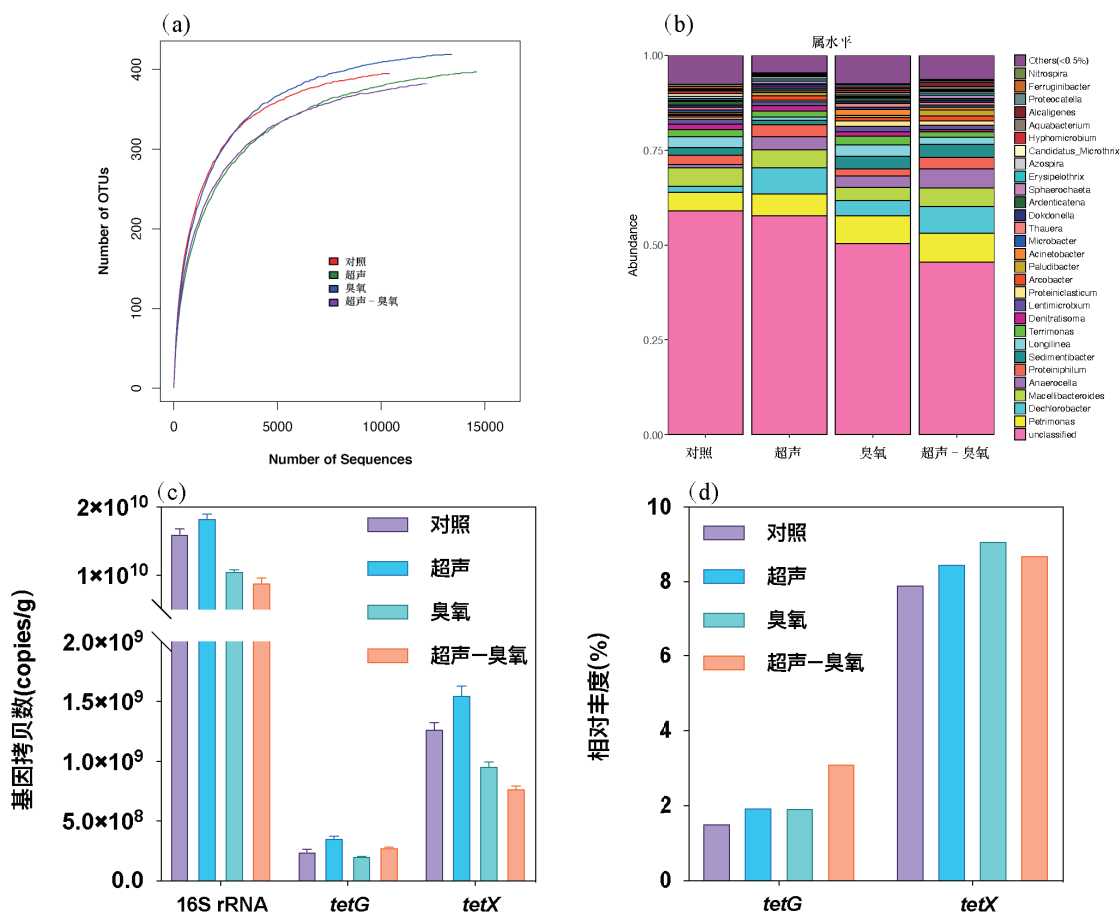 (a)
Number of OTUs
400
300
200
100
0
对照
超声
臭氧
超声－臭氧
0
5000
10000
15000
Number of Sequences
(b)
属水平
Abundance
1.00
0.75
0.50
0.25
0.00
对照
超声
臭氧
超声－臭氧
Others(<0.5%)
Nitrospira
Ferruginibacter
Proteocatella
Alcaligenes
Aquabacterium
Hyphomicrobium
Candidatus_Microthrix
Azospira
Erysipelothrix
Sphaerochaeta
Ardenticatena
Dokdonella
Thauera
Microbacter
Acinetobacter
Paludibacter
Arcobacter
Proteiniclasticum
Lentimicrobium
Denitratisoma
Terrimonas
Longilinea
Sedimentibacter
Proteiniphilum
Anaerocella
Macellibacteroides
Dechlorobacter
Petrimonas
unclassified
(c)
基因拷贝数(copies/g)
2×10¹⁰
1×10¹⁰
2.0×10⁹
1.5×10⁹
1.0×10⁹
5.0×10⁸
0.0
对照
超声
臭氧
超声—臭氧
16S rRNA
tetG
tetX
(d)
相对丰度(%)
10
8
6
4
2
0
对照
超声
臭氧
超声—臭氧
tetG
tetX